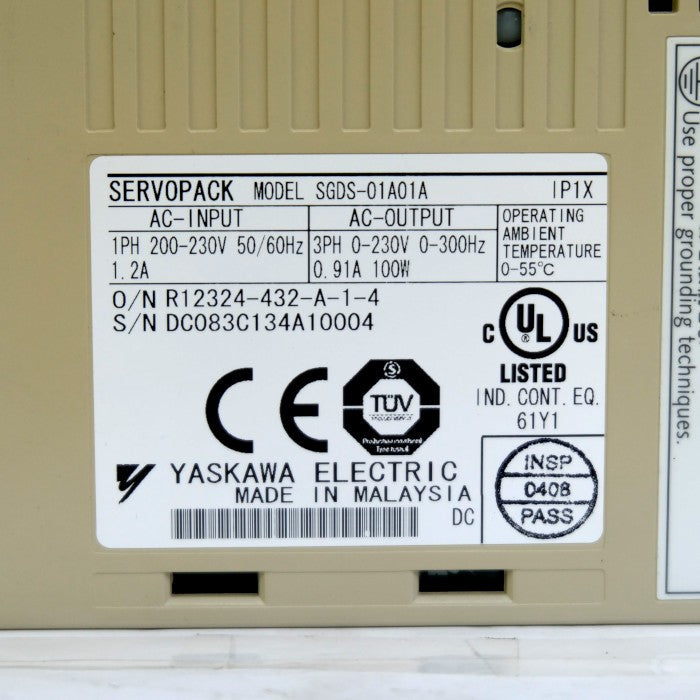 SERVOPACK MODEL SGDS-01A01A IP1X
AC-INPUT
1PH 200-230V 50/60Hz
1.2A
AC-OUTPUT
3PH 0-230V 0-300Hz
0.91A 100W
OPERATING
AMBIENT
TEMPERATURE
0-55°C
O/N R12324-432-A-1-4
S/N DC083C134A10004
C UL US
®
LISTED
IND. CONT. EQ.
61Y1
CE
S
TÜV
YASKAWA ELECTRIC
MADE IN MALAYSIA
DC
INSP
0408
PASS
Use proper grounding techniques.